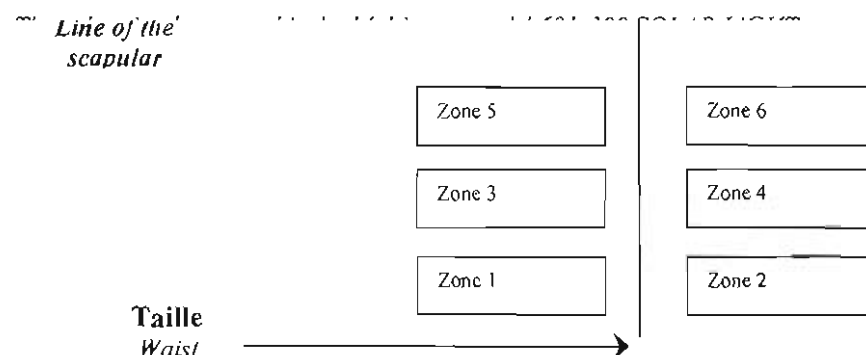 Line of the
scapular
Zone 5 Zone 6
Zone 3 Zone 4
Zone 1 Zone 2
Taille
Waist